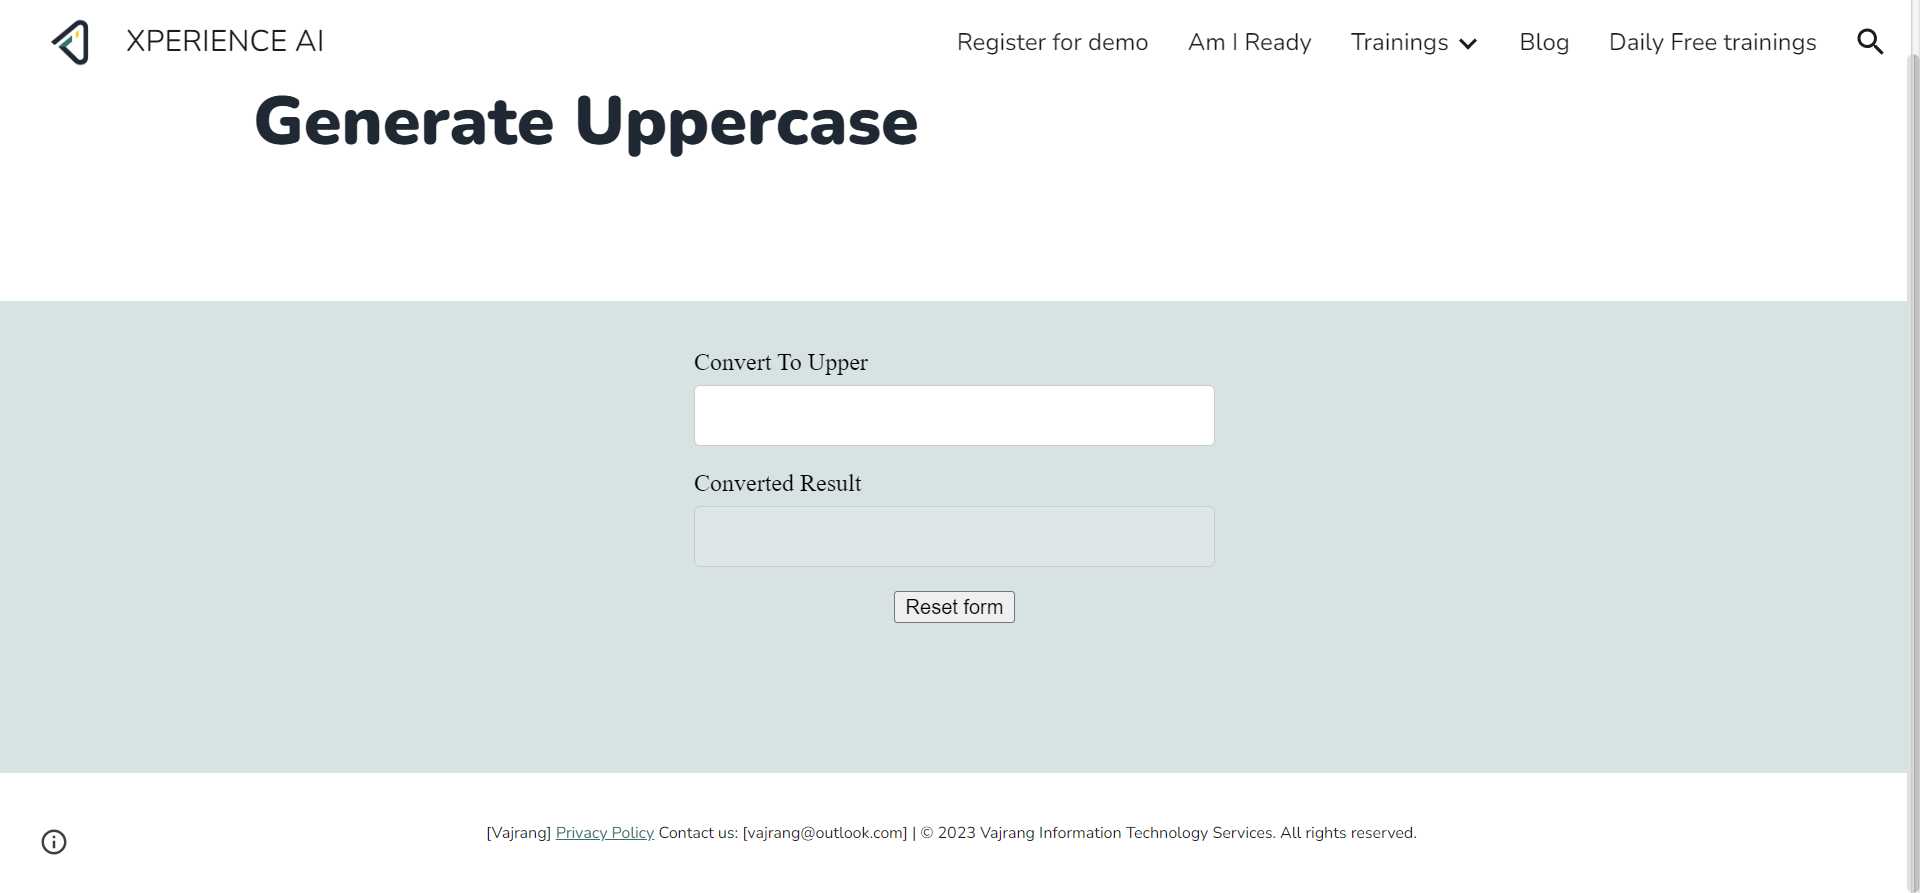 XPERIENCE AI
Register for demo
Am I Ready
Trainings
Blog
Daily Free trainings
Generate Uppercase
Convert To Upper
Converted Result
Reset form
[Vajrang] Privacy Policy Contact us: [vajrang@outlook.com] | © 2023 Vajrang Information Technology Services. All rights reserved.